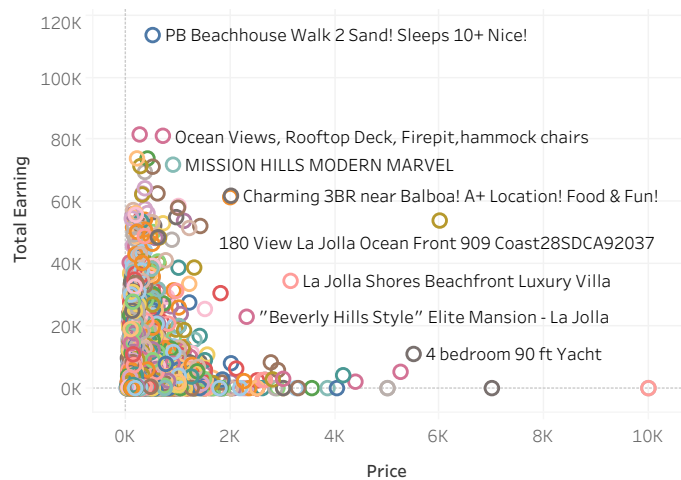 120K
PB Beachhouse Walk 2 Sand! Sleeps 10+ Nice!
100K
80K
Ocean Views, Rooftop Deck, Firepit,hammock chairs
MISSION HILLS MODERN MARVEL
60K
Charming 3BR near Balboa! A+ Location! Food & Fun!
180 View La Jolla Ocean Front 909 Coast28SDCA92037
40K
La Jolla Shores Beachfront Luxury Villa
20K
"Beverly Hills Style" Elite Mansion - La Jolla
4 bedroom 90 ft Yacht
0K
Total Earning
0K 2K 4K 6K 8K 10K
Price